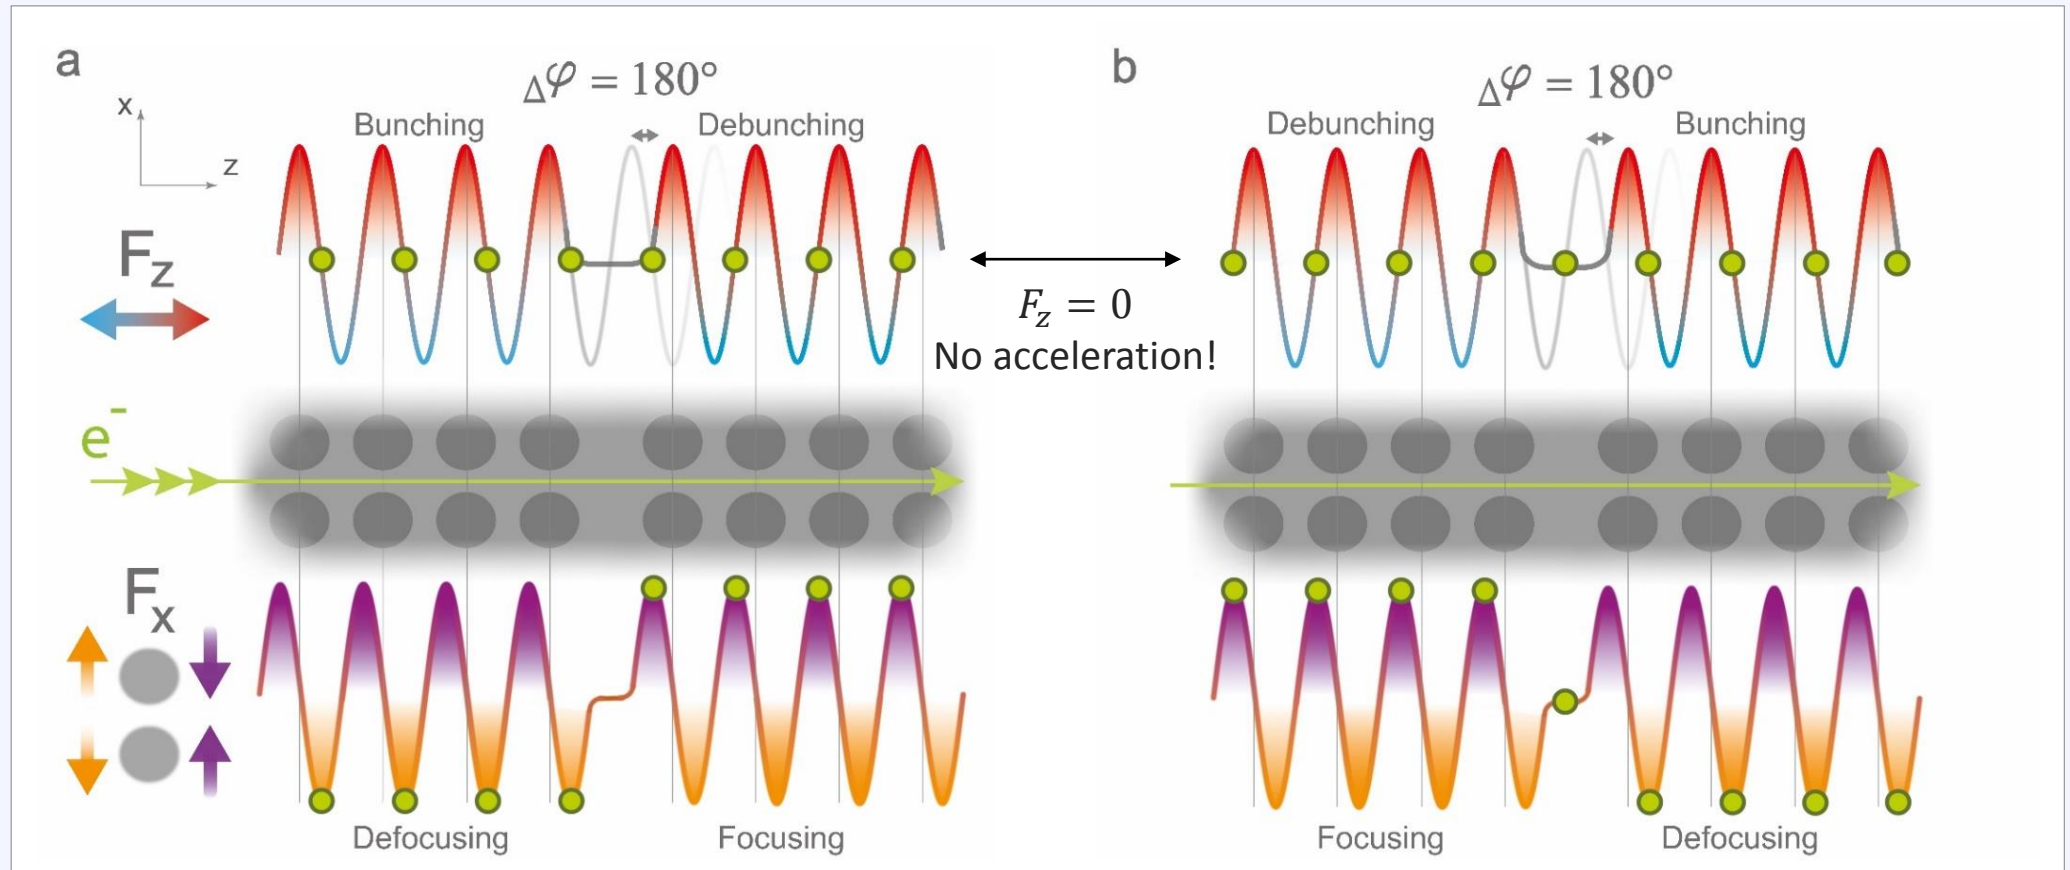 a
Δφ = 180°
x
z
Bunching
Debunching
F_z
e⁻
F_x
Defocusing
Focusing
F_z = 0
No acceleration!
b
Δφ = 180°
Debunching
Bunching
Focusing
Defocusing